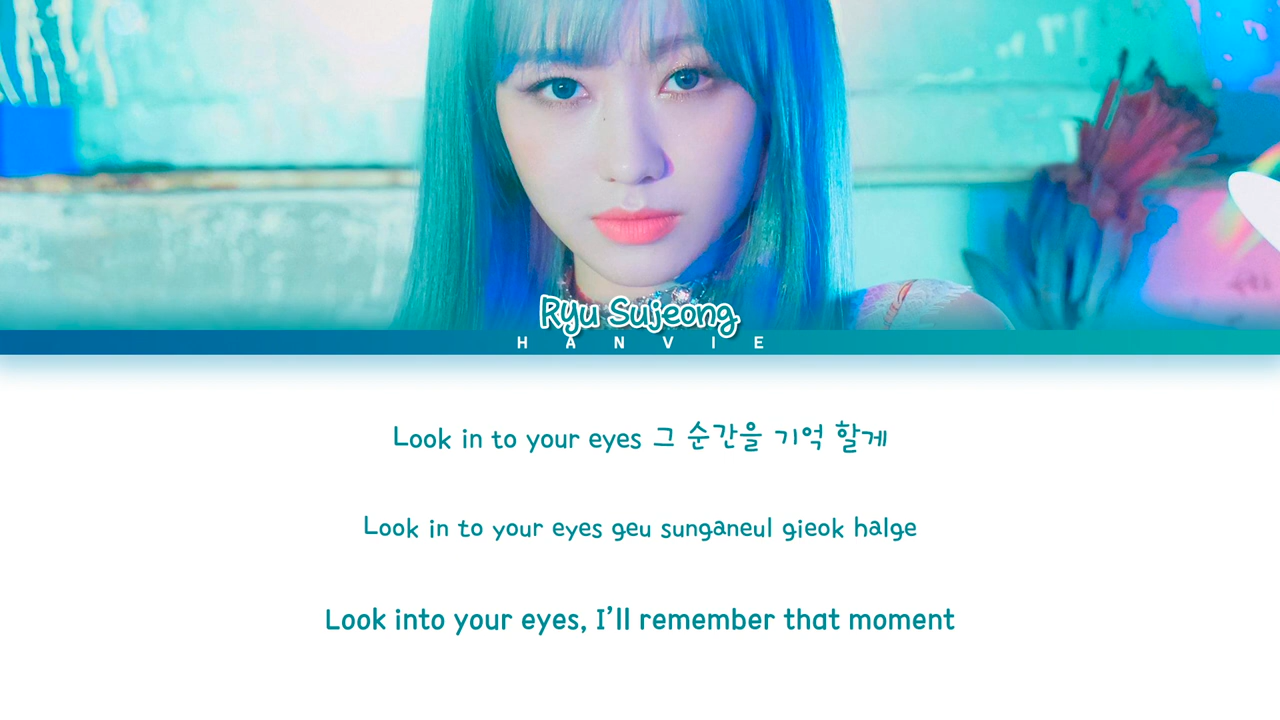 Ryu Sujeong
HANVIE
Look in to your eyes 그 순간을 기억 할게
Look in to your eyes geu sunganeul gieok halge
Look into your eyes, I'll remember that moment